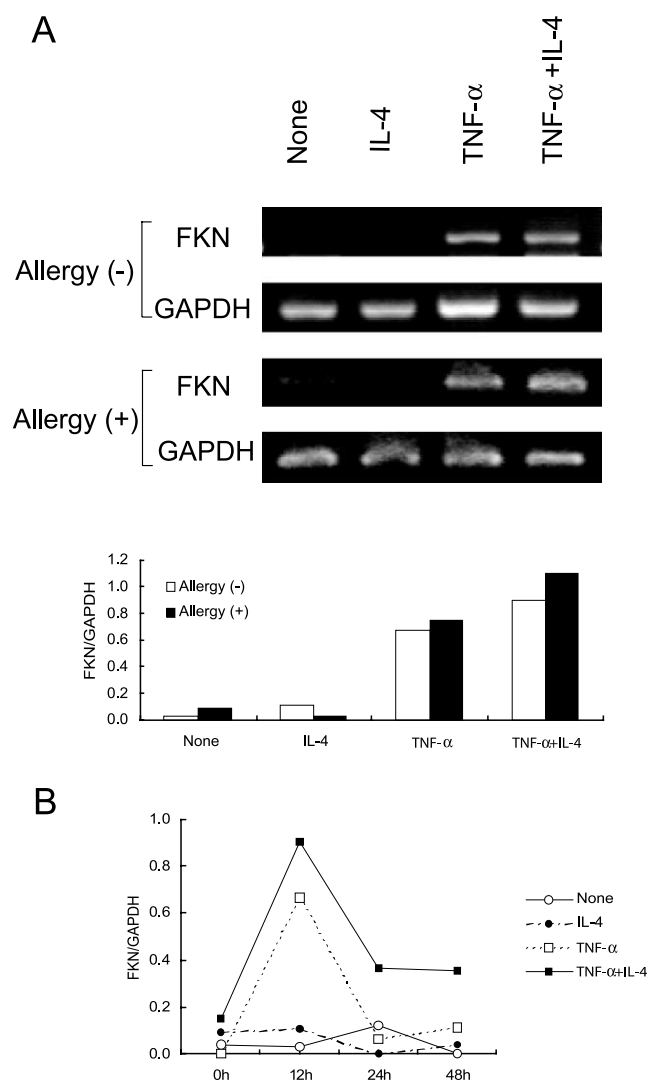 A
None
IL-4
TNF-α
TNF-α +IL-4
Allergy (-)
FKN
GAPDH
Allergy (+)
FKN
GAPDH
FKN/GAPDH
1.2
1.0
0.8
0.6
0.4
0.2
0.0
Allergy (-)
Allergy (+)
None IL-4 TNF-α TNF-α+IL-4
B
FKN/GAPDH
1.0
0.8
0.6
0.4
0.2
0.0
0h 12h 24h 48h
None
IL-4
TNF-α
TNF-α+IL-4